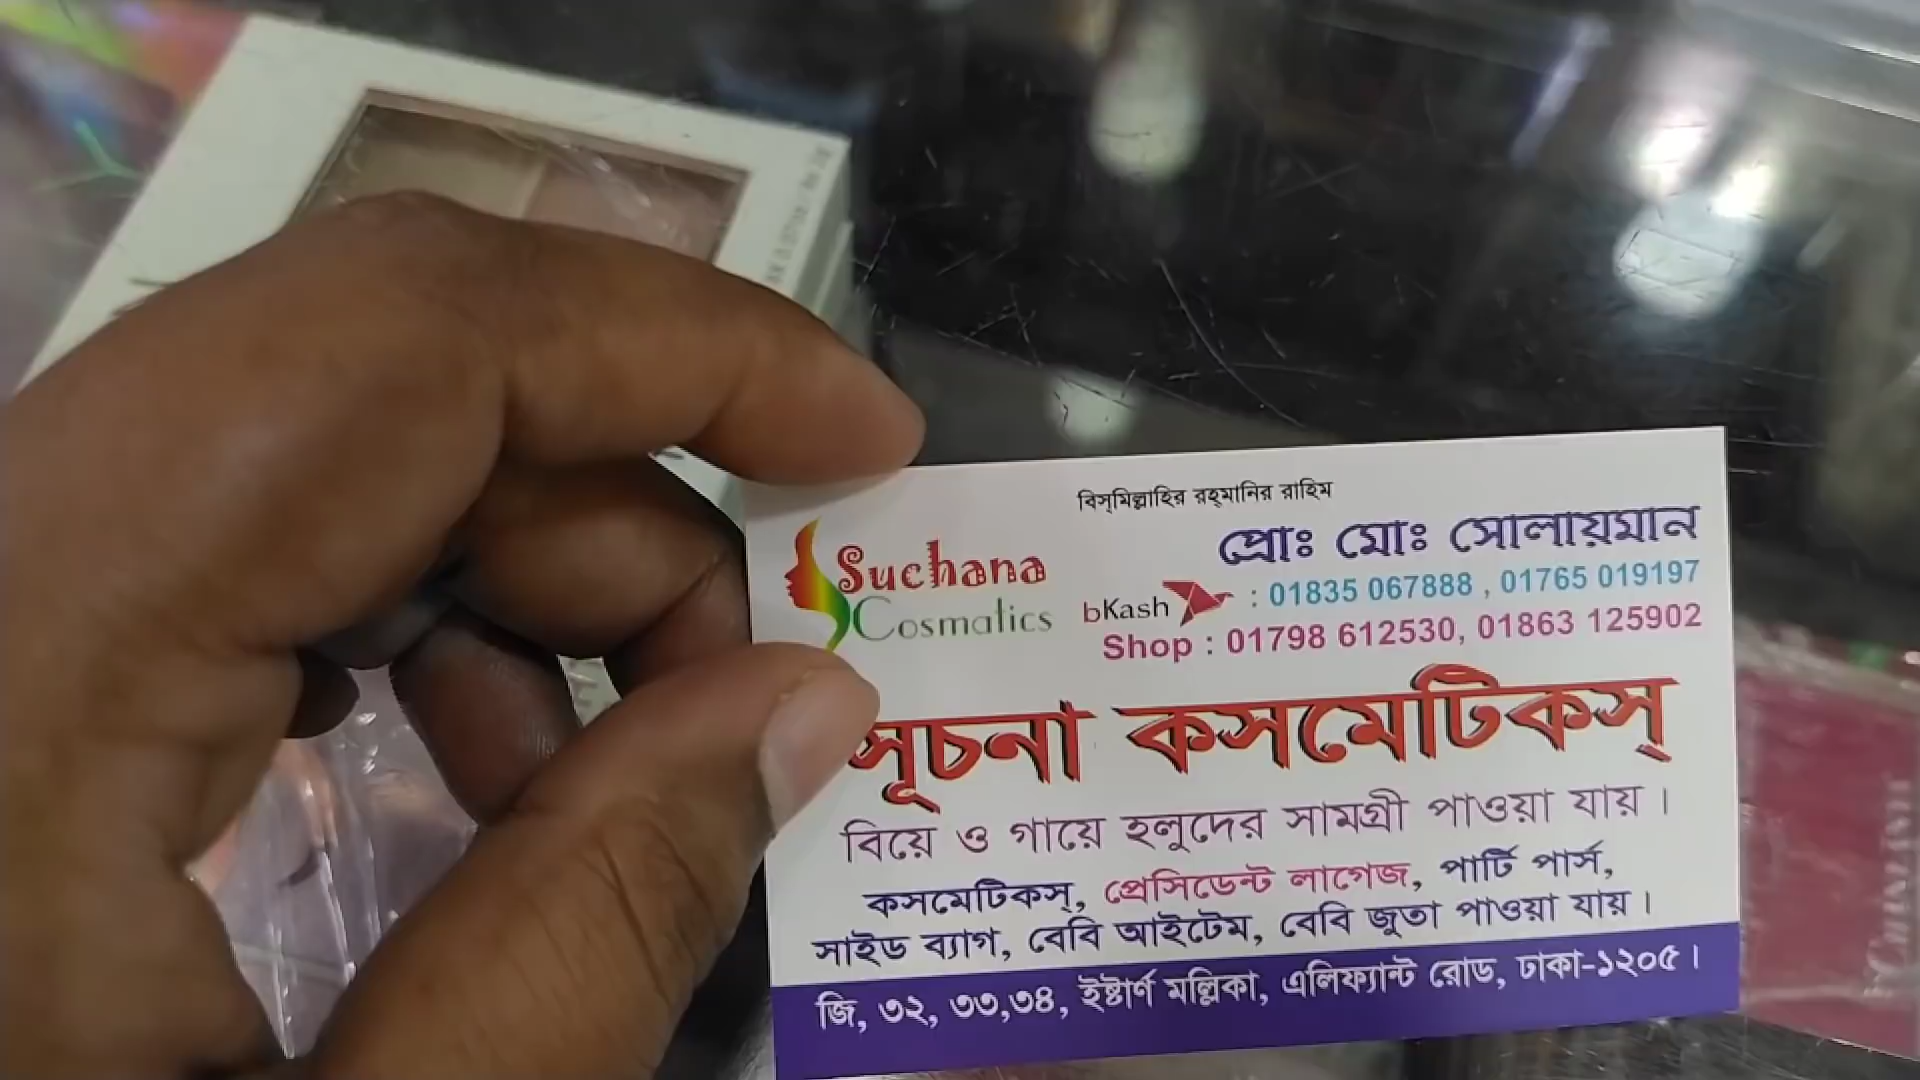 বিস্‌মিল্লাহির রহ্‌মানির রাহিম
Suchana
Cosmatics
প্রোঃ মোঃ সোলায়মান
bKash : 01835 067888 , 01765 019197
Shop : 01798 612530, 01863 125902
সূচনা কসমেটিকস্
বিয়ে ও গায়ে হলুদের সামগ্রী পাওয়া যায়।
কসমেটিকস্, প্রেসিডেন্ট লাগেজ, পার্টি পার্স,
সাইড ব্যাগ, বেবি আইটেম, বেবি জুতা পাওয়া যায়।
জি, ৩২, ৩৩,৩৪, ইষ্টার্ণ মল্লিকা, এলিফ্যান্ট রোড, ঢাকা-১২০৫।